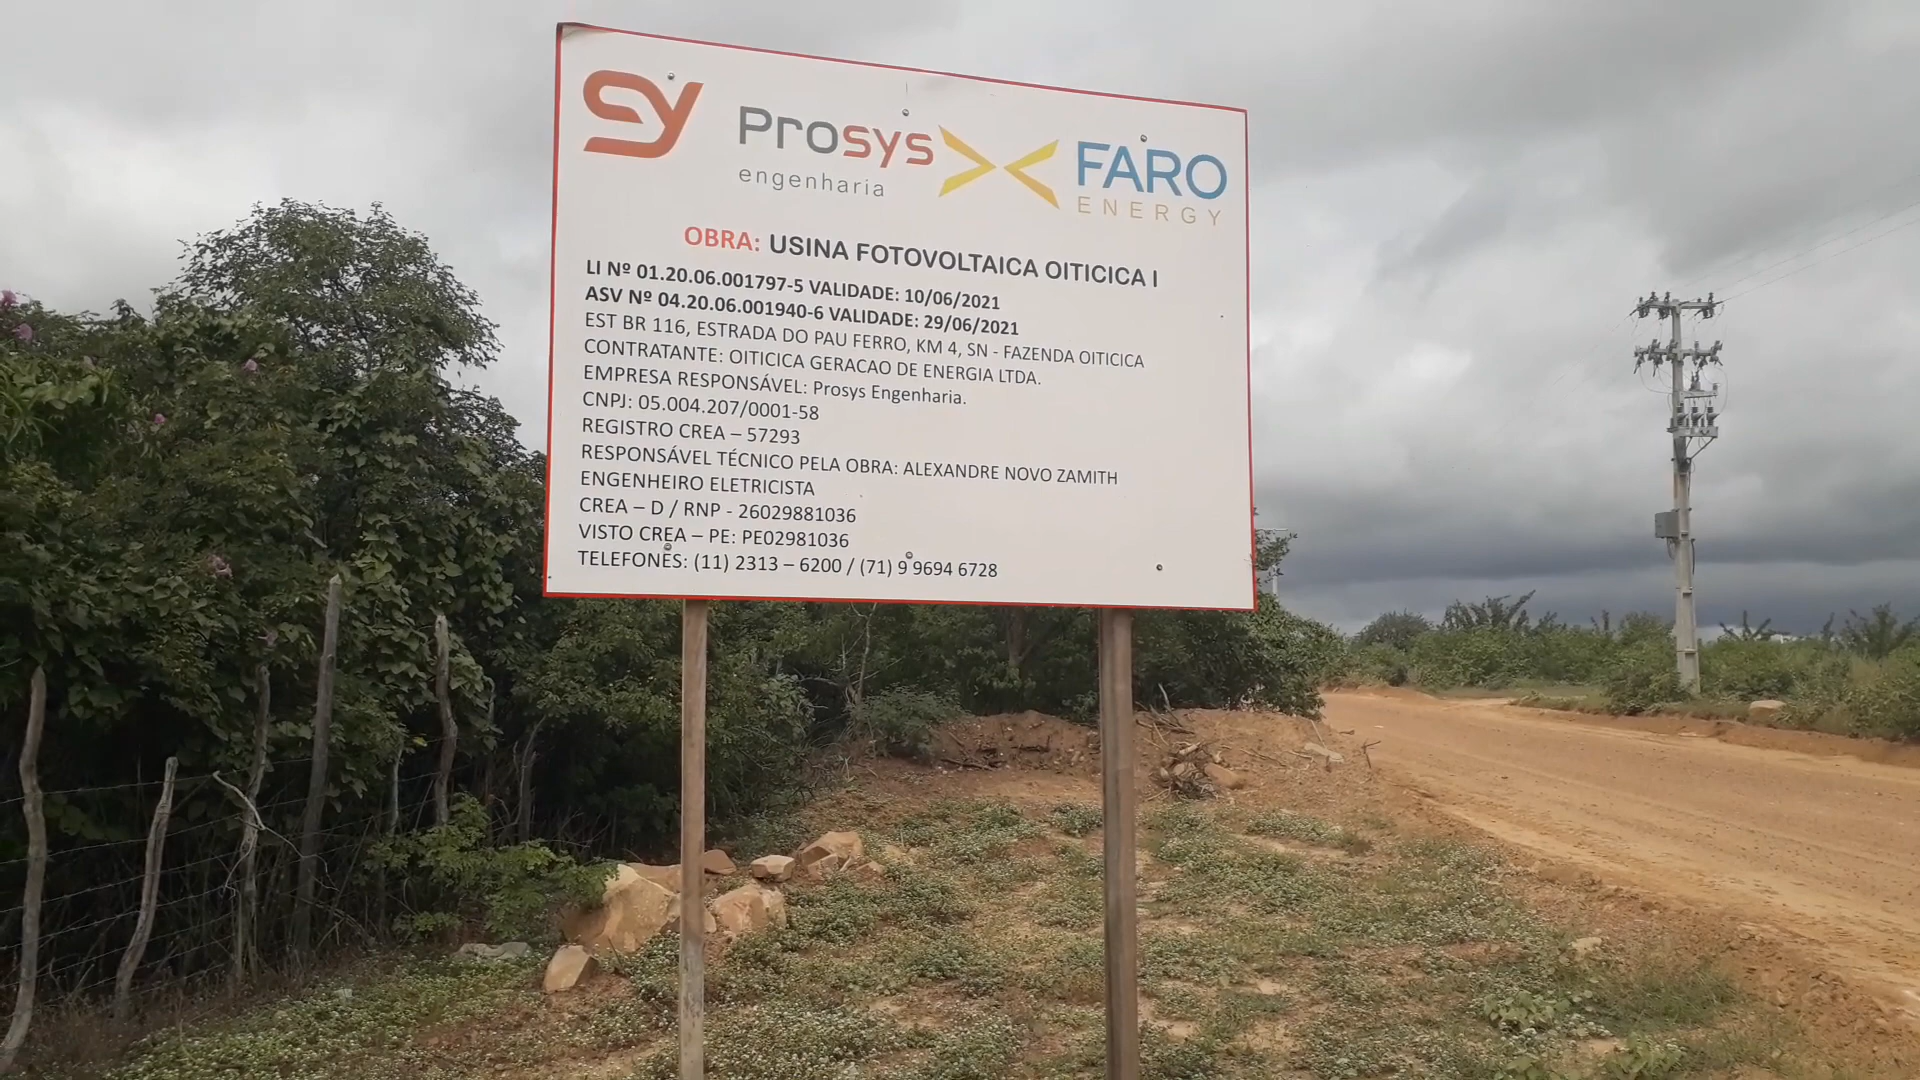 SY Prosys engenharia FARO ENERGY
OBRA: USINA FOTOVOLTAICA OITICICA I
LI Nº 01.20.06.001797-5 VALIDADE: 10/06/2021
ASV Nº 04.20.06.001940-6 VALIDADE: 29/06/2021
EST BR 116, ESTRADA DO PAU FERRO, KM 4, SN - FAZENDA OITICICA
CONTRATANTE: OITICICA GERACAO DE ENERGIA LTDA.
EMPRESA RESPONSÁVEL: Prosys Engenharia.
CNPJ: 05.004.207/0001-58
REGISTRO CREA – 57293
RESPONSÁVEL TÉCNICO PELA OBRA: ALEXANDRE NOVO ZAMITH
ENGENHEIRO ELETRICISTA
CREA – D / RNP - 26029881036
VISTO CREA – PE: PE02981036
TELEFONES: (11) 2313 – 6200 / (71) 9 9694 6728